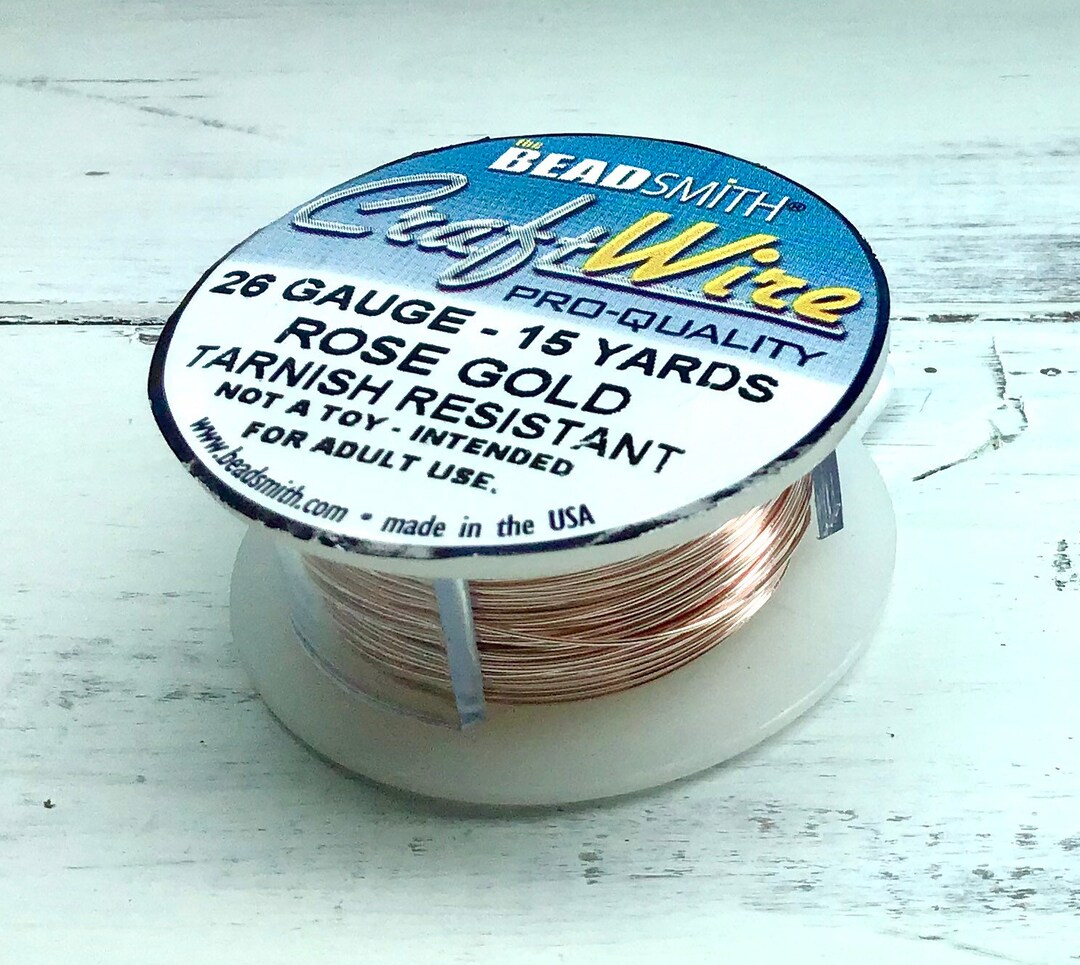 THE
BEADSMiTH®
CraftWire
PRO-QUALITY
26 GAUGE - 15 YARDS
ROSE GOLD
TARNISH RESISTANT
NOT A TOY - INTENDED
FOR ADULT USE.
www.beadsmith.com • made in the USA